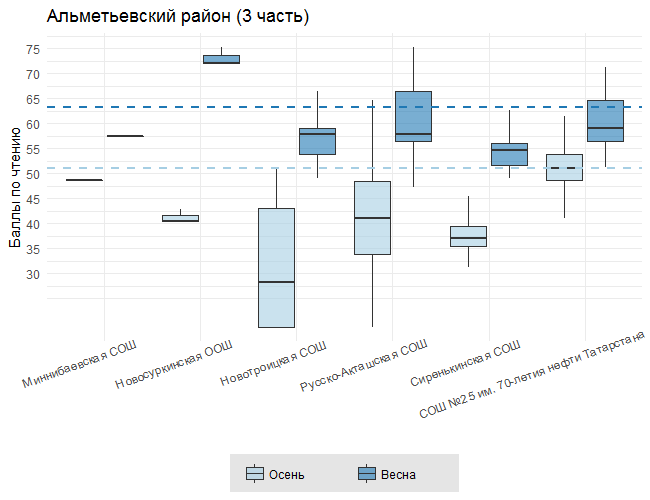 Альметьевский район (3 часть)
Баллы по чтению
75
70
65
60
55
50
45
40
35
30
Миннибаевская СОШ
Новосуркинская ООШ
Новотроицкая СОШ
Русско-Акташская СОШ
Сиренькинская СОШ
СОШ №25 им. 70-летия нефти Татарстана
Осень
Весна